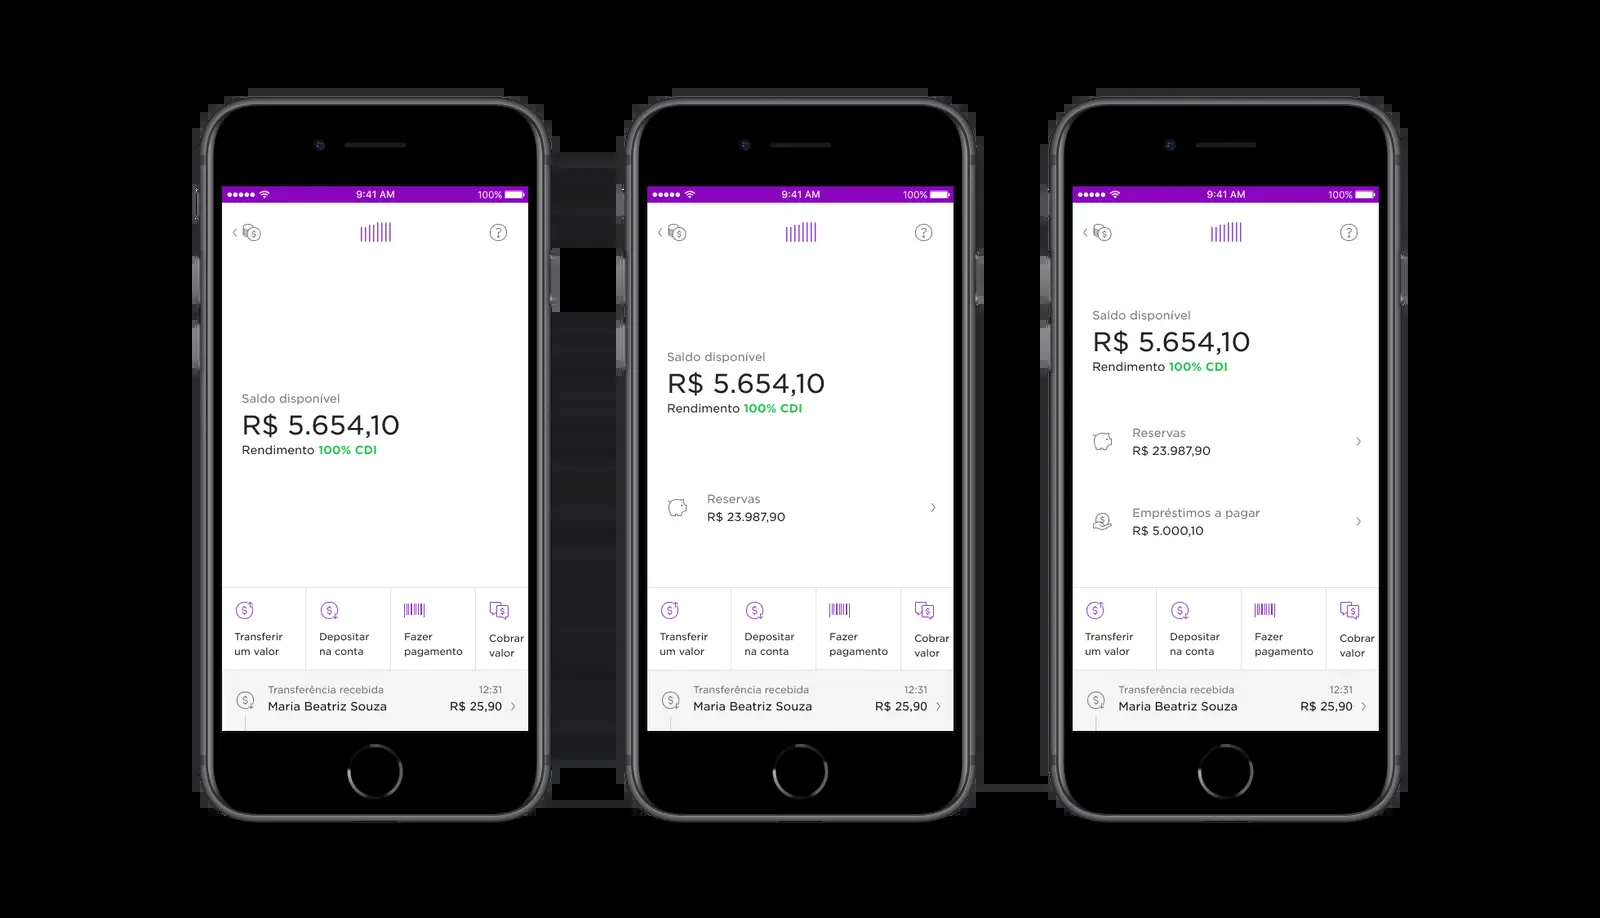 9:41 AM
100%
?
Saldo disponível
R$ 5.654,10
Rendimento 100% CDI
Transferir
um valor
Depositar
na conta
Fazer
pagamento
Cobrar
valor
Transferência recebida
12:31
Maria Beatriz Souza
R$ 25,90
9:41 AM
100%
?
Saldo disponível
R$ 5.654,10
Rendimento 100% CDI
Reservas
R$ 23.987,90
Transferir
um valor
Depositar
na conta
Fazer
pagamento
Cobrar
valor
Transferência recebida
12:31
Maria Beatriz Souza
R$ 25,90
9:41 AM
100%
?
Saldo disponível
R$ 5.654,10
Rendimento 100% CDI
Reservas
R$ 23.987,90
Empréstimos a pagar
R$ 5.000,10
Transferir
um valor
Depositar
na conta
Fazer
pagamento
Cobrar
valor
Transferência recebida
12:31
Maria Beatriz Souza
R$ 25,90